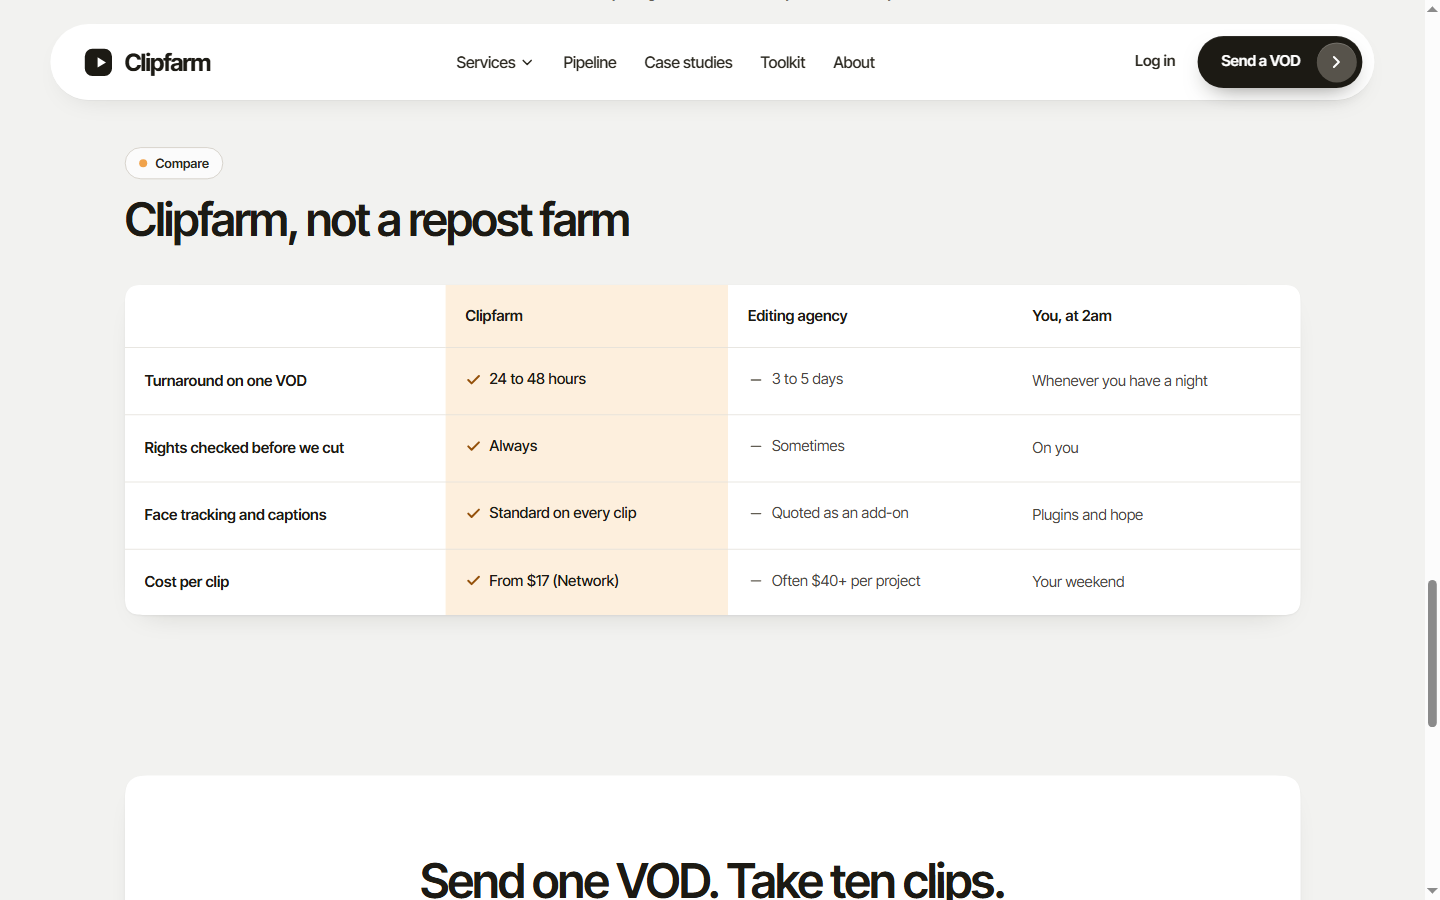 Clipfarm
Services
Pipeline
Case studies
Toolkit
About
Log in
Send a VOD
Compare
Clipfarm, not a repost farm
Clipfarm
Editing agency
You, at 2am
Turnaround on one VOD
24 to 48 hours
— 3 to 5 days
Whenever you have a night
Rights checked before we cut
Always
— Sometimes
On you
Face tracking and captions
Standard on every clip
— Quoted as an add-on
Plugins and hope
Cost per clip
From $17 (Network)
— Often $40+ per project
Your weekend
Send one VOD. Take ten clips.